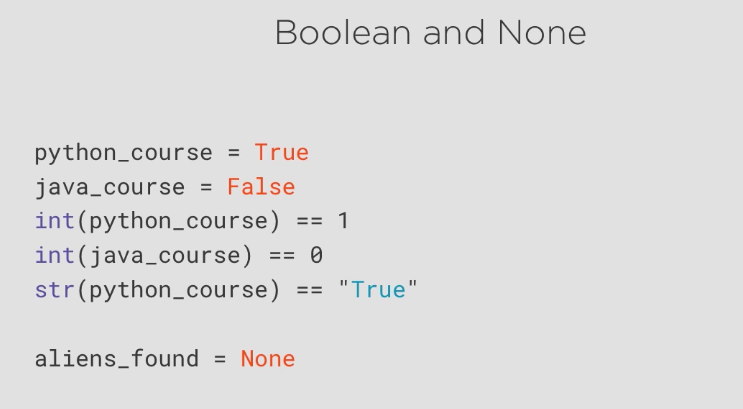 Boolean and None
python_course = True
java_course = False
int(python_course) == 1
int(java_course) == 0
str(python_course) == "True"
aliens_found = None